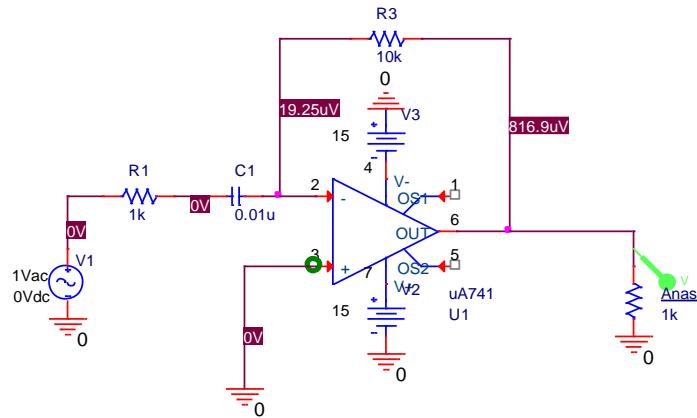 R3
10k
0
19.25uV
816.9uV
V3
+
15
-
4
V-
R1
C1
1k
0V
0.01u
2
-
OS1
1
6
OUT
0V
V1
+
-
1Vac
0Vdc
0
3
+
7
OS2
5
V+
V2
uA741
U1
15
+
-
0
V
Anas
1k
0
0V
0